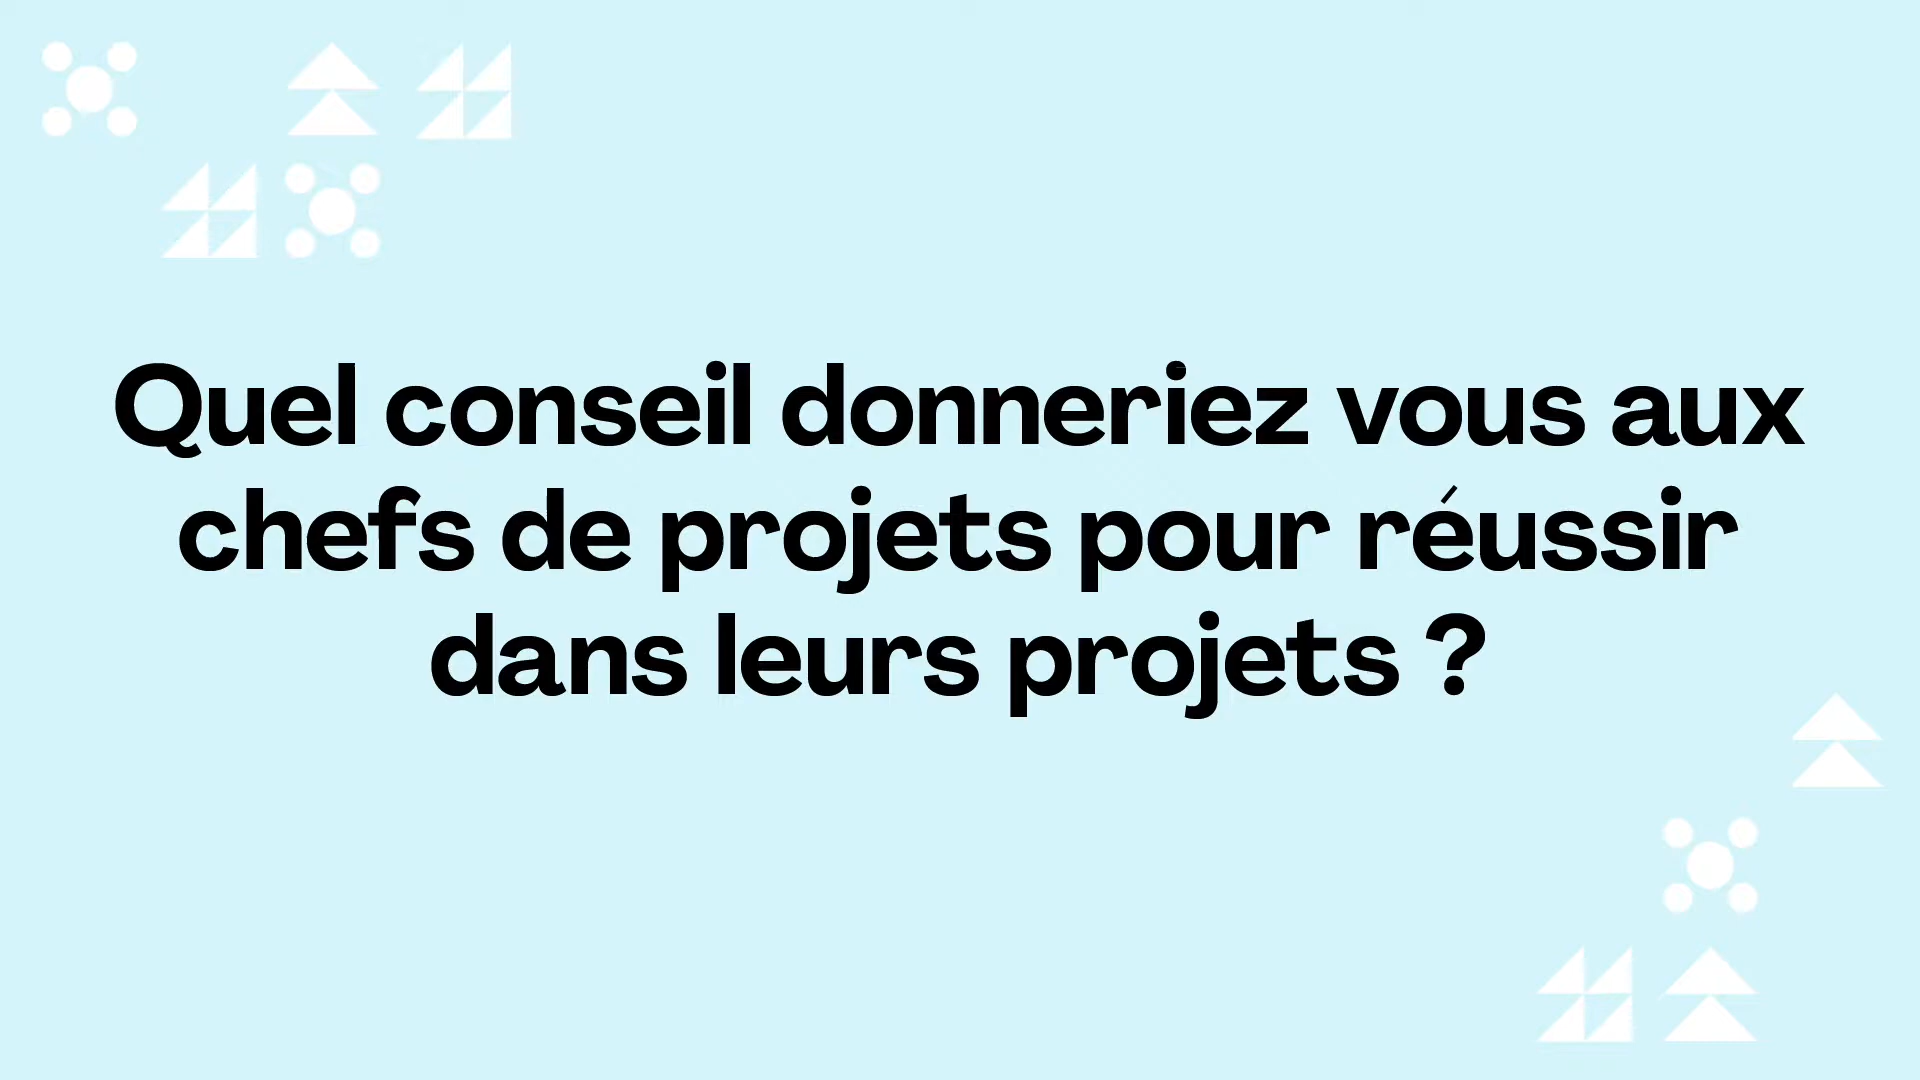 Quel conseil donneriez vous aux
chefs de projets pour réussir
dans leurs projets ?